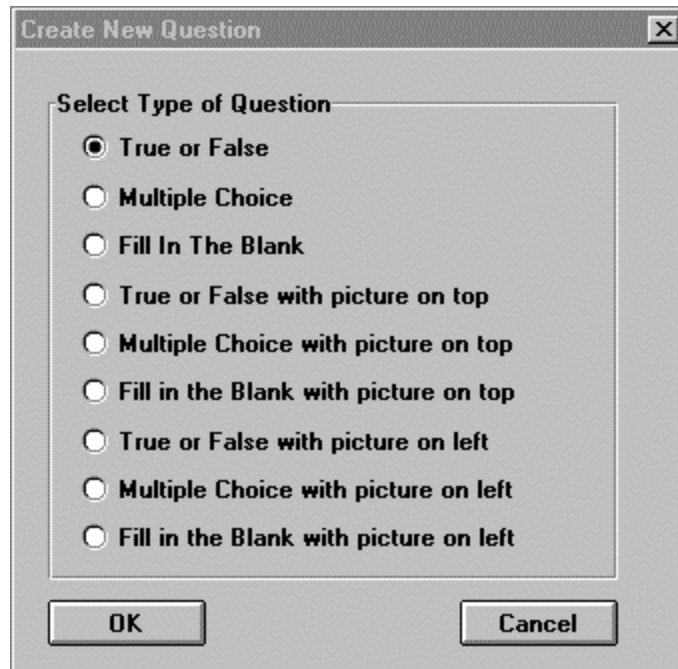 Create New Question
Select Type of Question
True or False
Multiple Choice
Fill In The Blank
True or False with picture on top
Multiple Choice with picture on top
Fill in the Blank with picture on top
True or False with picture on left
Multiple Choice with picture on left
Fill in the Blank with picture on left
OK Cancel